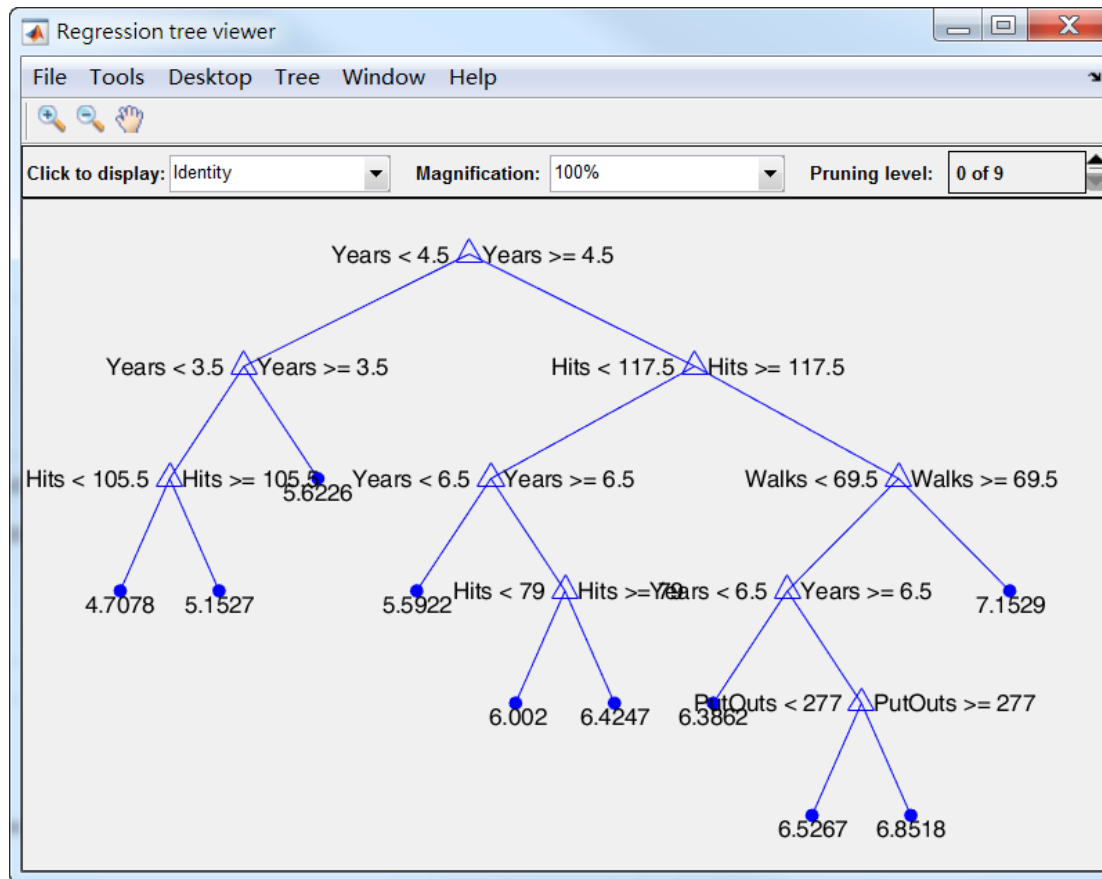 Regression tree viewer
File Tools Desktop Tree Window Help
Click to display: Identity Magnification: 100% Pruning level: 0 of 9
Years < 4.5 Years >= 4.5
Years < 3.5 Years >= 3.5 Hits < 117.5 Hits >= 117.5
Hits < 105.5 Hits >= 105.5 5.6226 Years < 6.5 Years >= 6.5 Walks < 69.5 Walks >= 69.5
4.7078 5.1527 5.5922 Hits < 79 Hits >= 79 Years < 6.5 Years >= 6.5 7.1529
6.002 6.4247 6.3862 PutOuts < 277 PutOuts >= 277
6.5267 6.8518